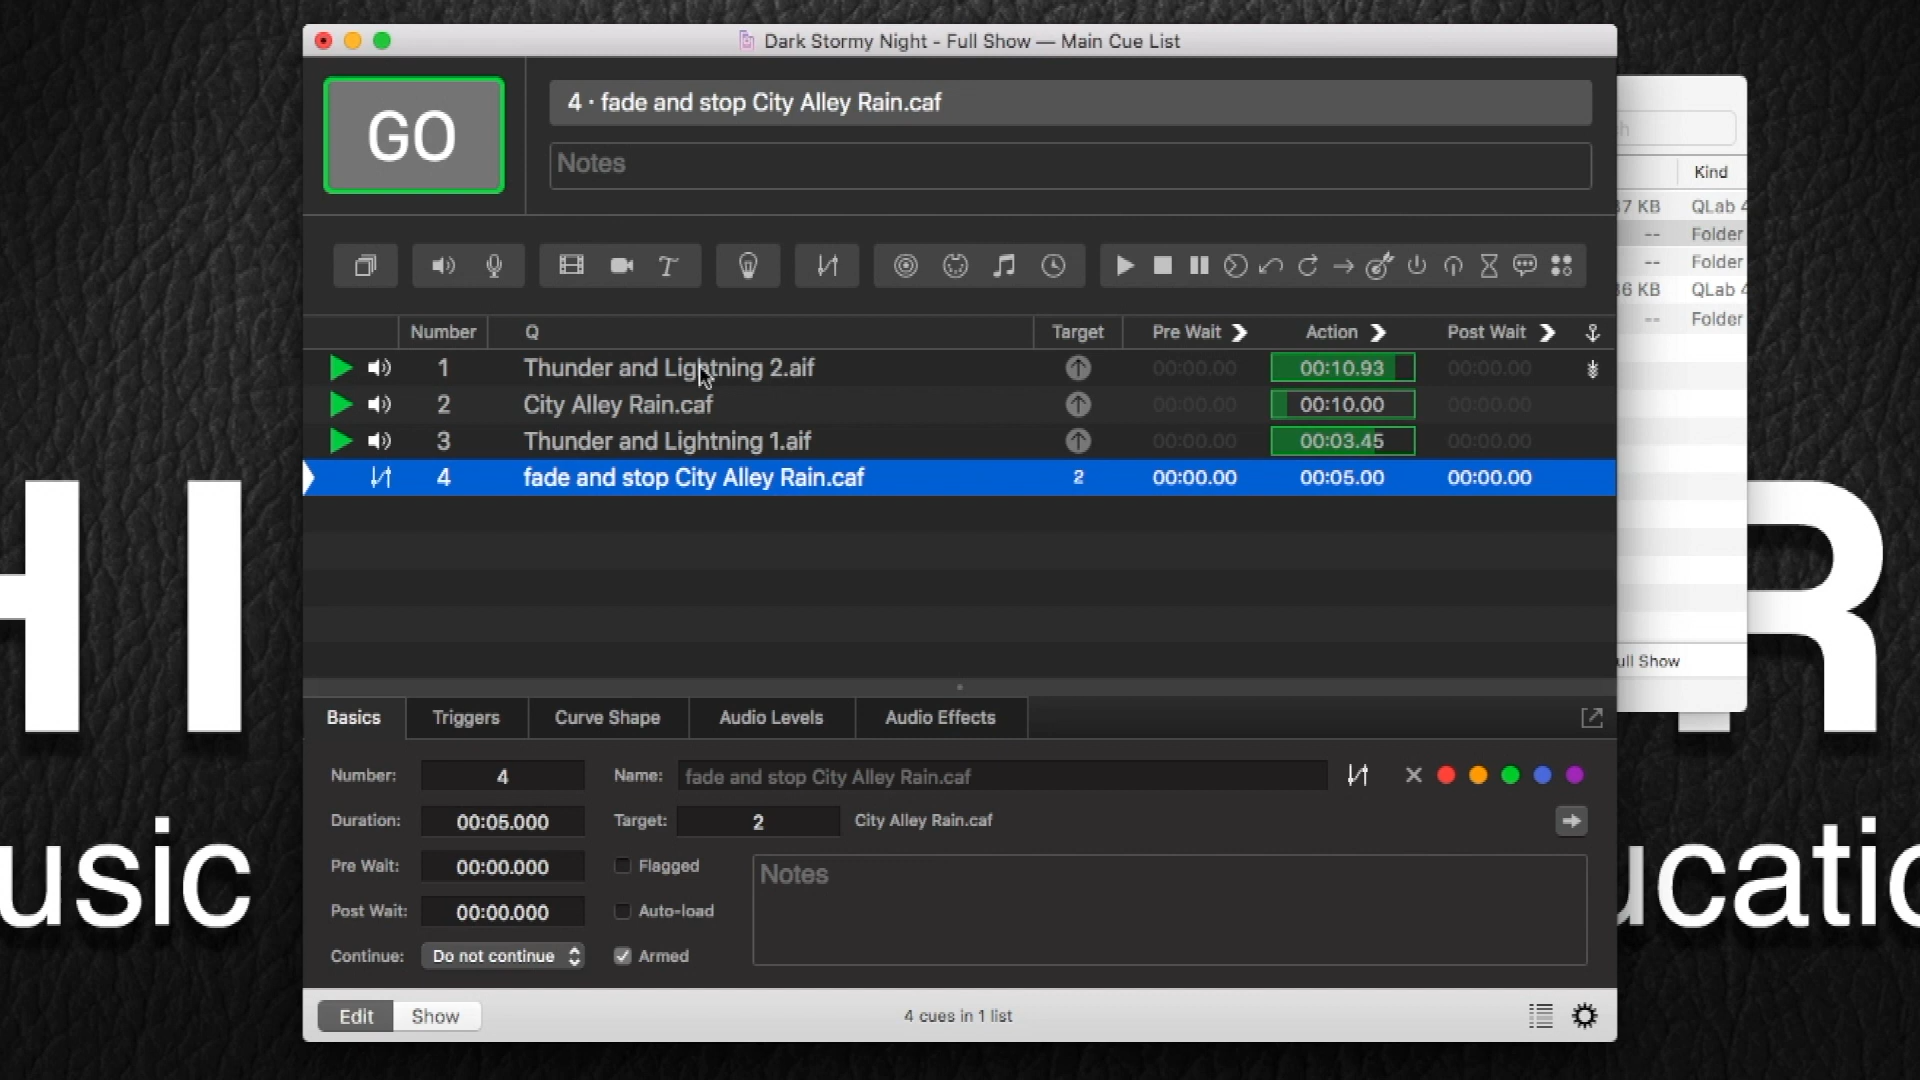 Dark Stormy Night - Full Show — Main Cue List
GO
4 · fade and stop City Alley Rain.caf
Notes
Kind
37 KB QLab 4
-- Folder
-- Folder
36 KB QLab 4
-- Folder
Number Q Target Pre Wait Action Post Wait
1 Thunder and Lightning 2.aif 00:00.00 00:10.93 00:00.00
2 City Alley Rain.caf 00:00.00 00:10.00 00:00.00
3 Thunder and Lightning 1.aif 00:00.00 00:03.45 00:00.00
4 fade and stop City Alley Rain.caf 2 00:00.00 00:05.00 00:00.00
ull Show
HI R
Basics Triggers Curve Shape Audio Levels Audio Effects
Number: 4 Name: fade and stop City Alley Rain.caf
Duration: 00:05.000 Target: 2 City Alley Rain.caf
Pre Wait: 00:00.000 Flagged Notes
Post Wait: 00:00.000 Auto-load
Continue: Do not continue Armed
usic ucatio
Edit Show 4 cues in 1 list